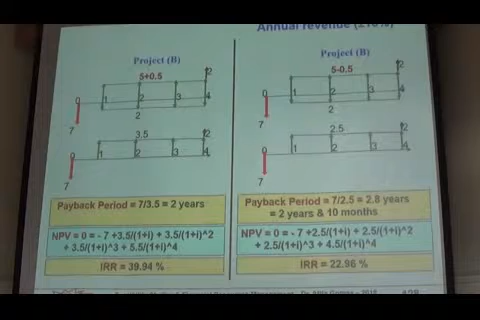 Annual revenue (±10%)
Project (B)
5+0.5
2
0
1
2
3
4
7
2
3.5
2
0
1
2
3
4
7
Payback Period = 7/3.5 = 2 years
NPV = 0 = - 7 +3.5/(1+i) + 3.5/(1+i)^2
+ 3.5/(1+i)^3 + 5.5/(1+i)^4
IRR = 39.94 %
Project (B)
5-0.5
2
0
1
2
3
4
7
2
2.5
2
0
1
2
3
4
7
Payback Period = 7/2.5 = 2.8 years
= 2 years & 10 months
NPV = 0 = - 7 +2.5/(1+i) + 2.5/(1+i)^2
+ 2.5/(1+i)^3 + 4.5/(1+i)^4
IRR = 22.96 %